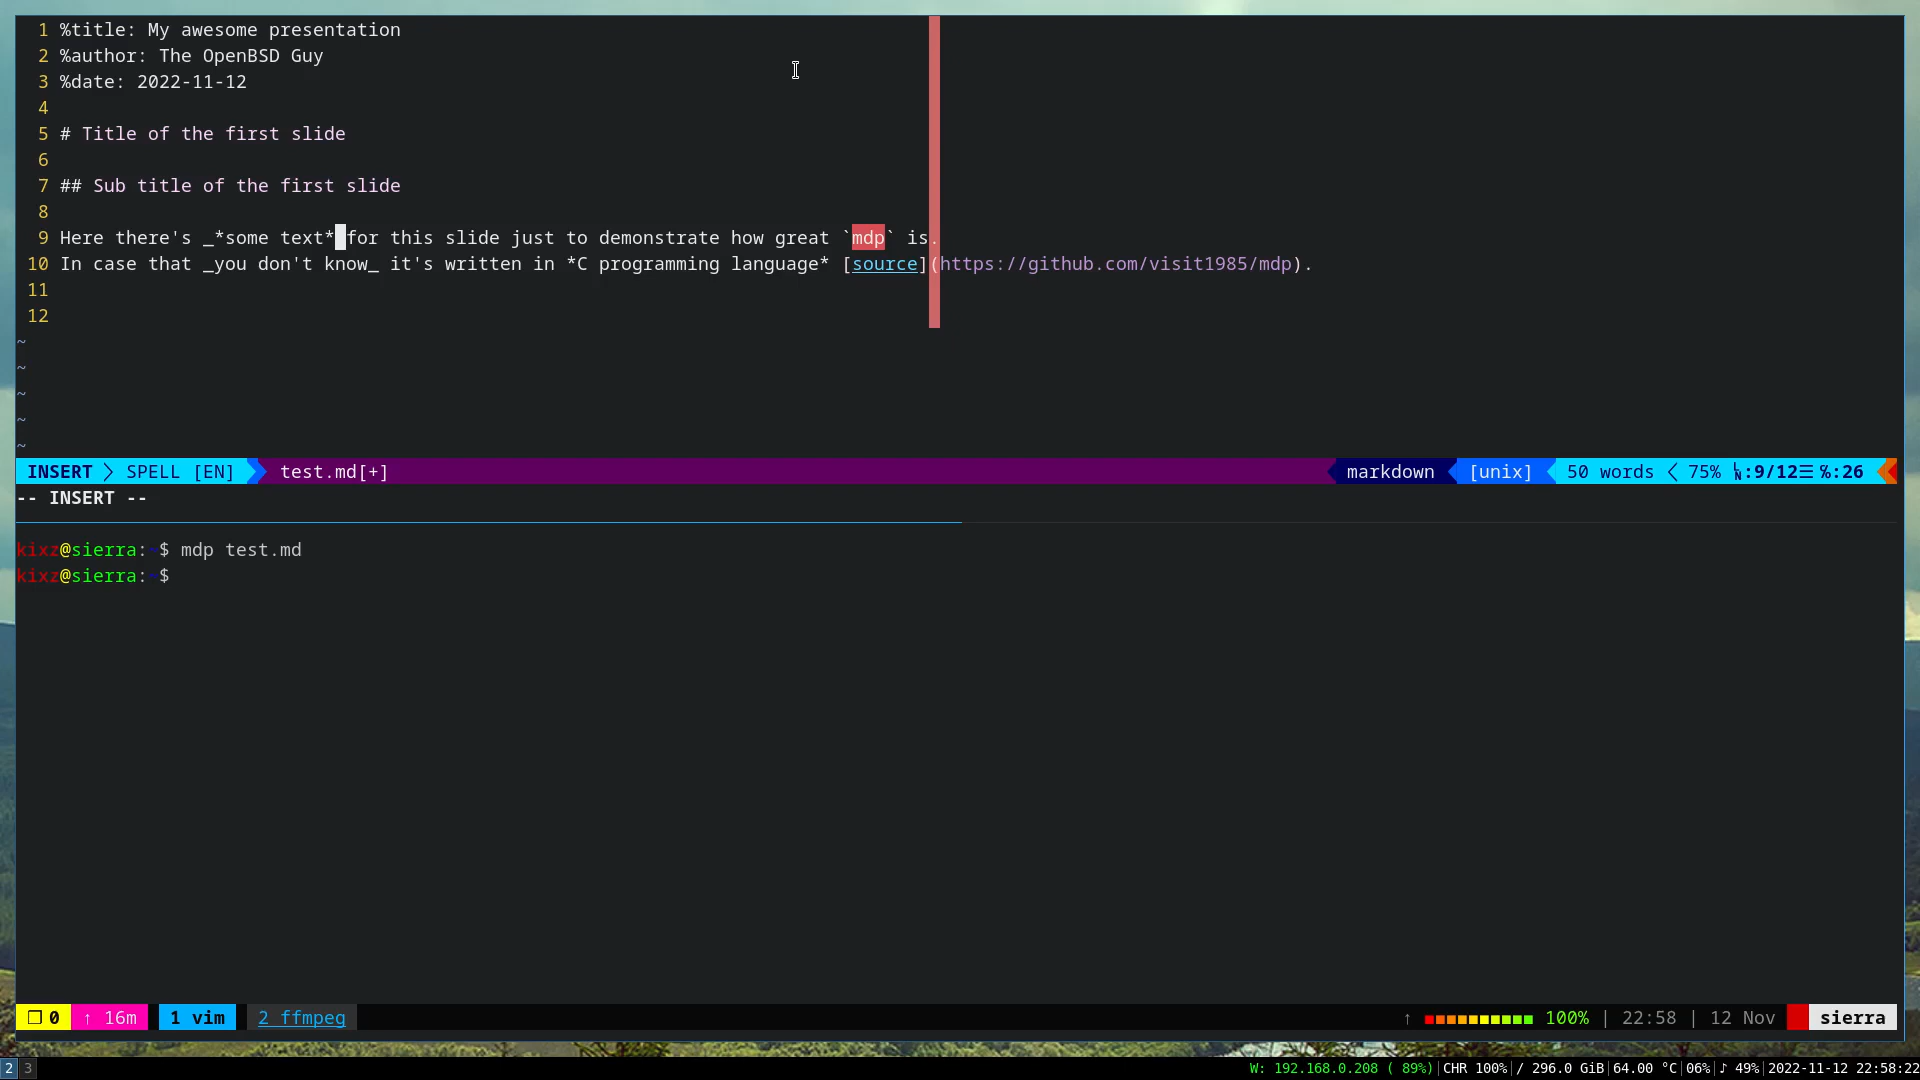 1 %title: My awesome presentation
2 %author: The OpenBSD Guy
3 %date: 2022-11-12
4
5 # Title of the first slide
6
7 ## Sub title of the first slide
8
9 Here there's _*some text* for this slide just to demonstrate how great `mdp` is.
10 In case that _you don't know_ it's written in *C programming language* [source](https://github.com/visit1985/mdp).
11
12
~
~
~
~
~
INSERT SPELL [EN] test.md[+] markdown [unix] 50 words 75% ㏑:9/12☰ ℅:26
-- INSERT --
kixz@sierra:~$ mdp test.md
kixz@sierra:~$
❐ 0 ↑ 16m 1 vim 2 ffmpeg ↑ 100% | 22:58 | 12 Nov sierra
2 3 W: 192.168.0.208 ( 89%)|CHR 100%|/ 296.0 GiB|64.00 °C|06%|♪ 49%|2022-11-12 22:58:22